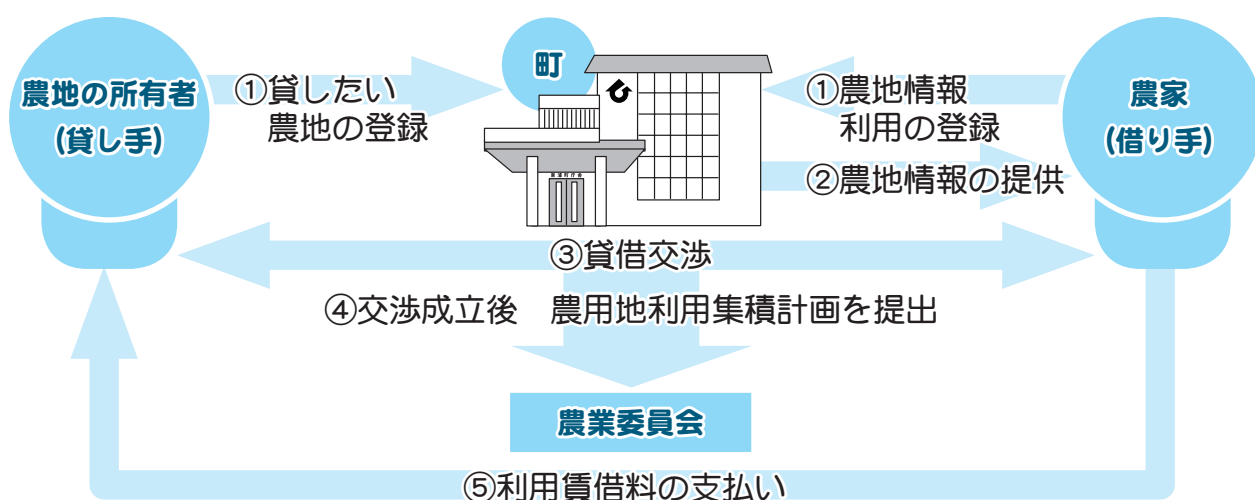 農地の所有者
(貸し手)
①貸したい
農地の登録
町
①農地情報
利用の登録
農家
(借り手)
②農地情報の提供
③貸借交渉
④交渉成立後 農用地利用集積計画を提出
農業委員会
⑤利用賃借料の支払い